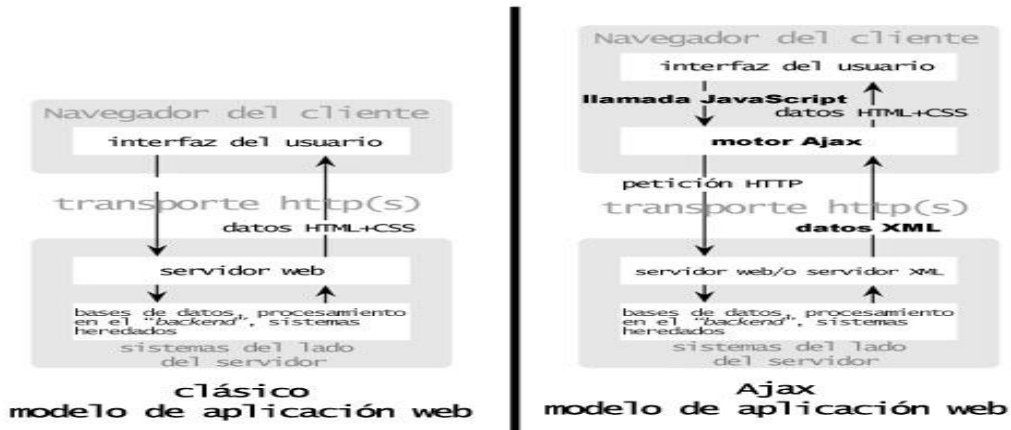 Navegador del cliente
interfaz del usuario
transporte http(s)
datos HTML+CSS
servidor web
bases de datos, procesamiento
en el "backend", sistemas
heredados
sistemas del lado
del servidor
clásico
modelo de aplicación web
Navegador del cliente
interfaz del usuario
llamada JavaScript
datos HTML+CSS
motor Ajax
petición HTTP
transporte http(s)
datos XML
servidor web/o servidor XML
bases de datos, procesamiento
en el "backend", sistemas
heredados
sistemas del lado
del servidor
Ajax
modelo de aplicación web